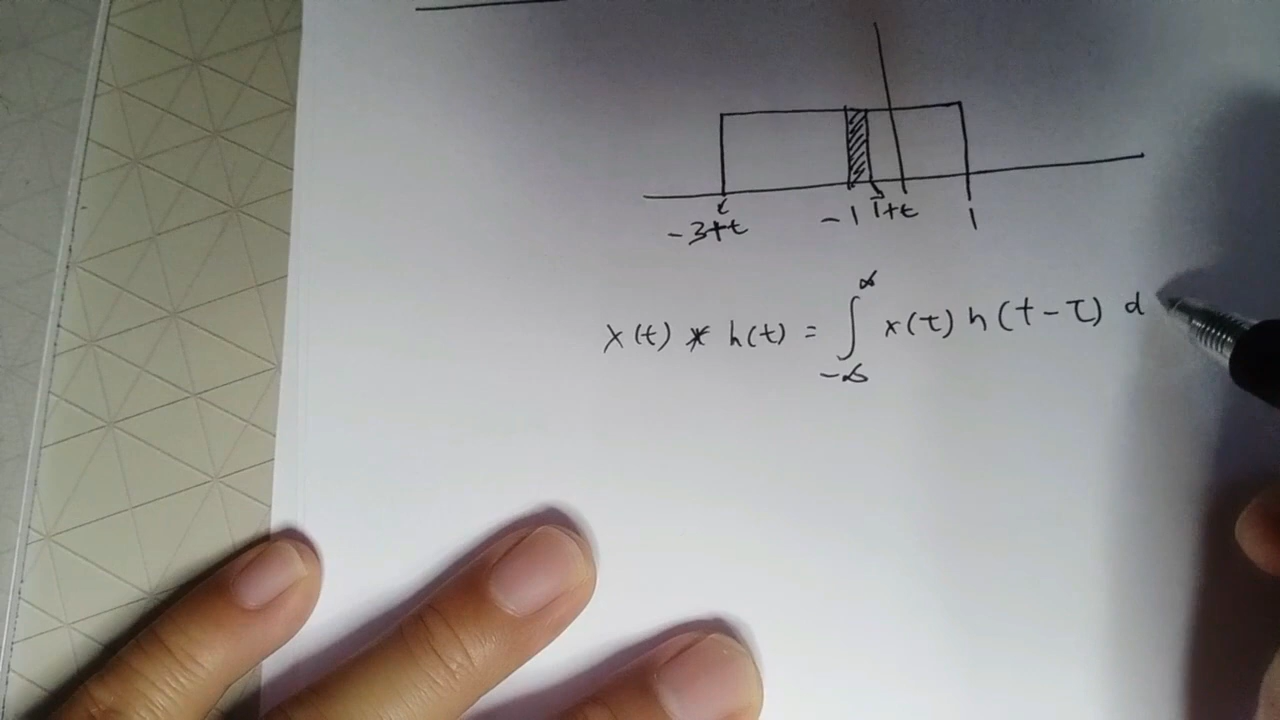 -3+t -1 1+t 1
x(t) * h(t) = ∫_{-∞}^{∞} x(τ) h(t-τ) d